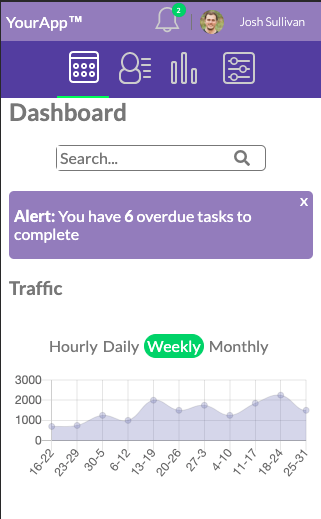 YourApp™
2
Josh Sullivan
Dashboard
Search...
x
Alert: You have 6 overdue tasks to
complete
Traffic
Hourly Daily Weekly Monthly
3000
2000
1000
0
16-22 23-29 30-5 6-12 13-19 20-26 27-3 4-10 11-17 18-24 25-31